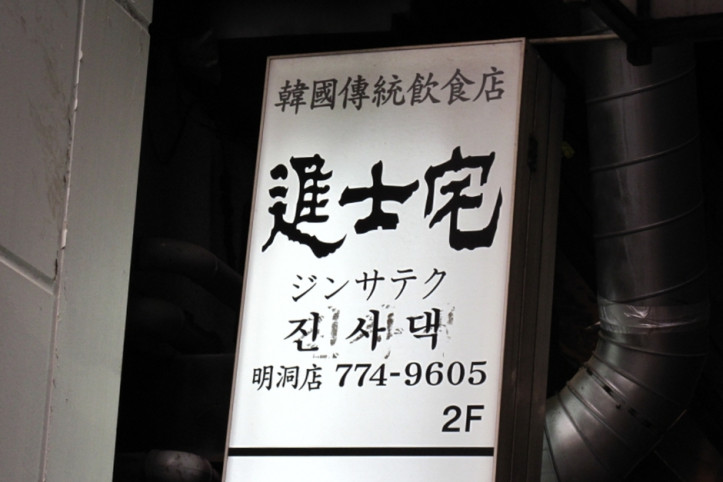 韓國傳統飮食店
進士宅
ジンサテク
진사댁
明洞店 774-9605
2F